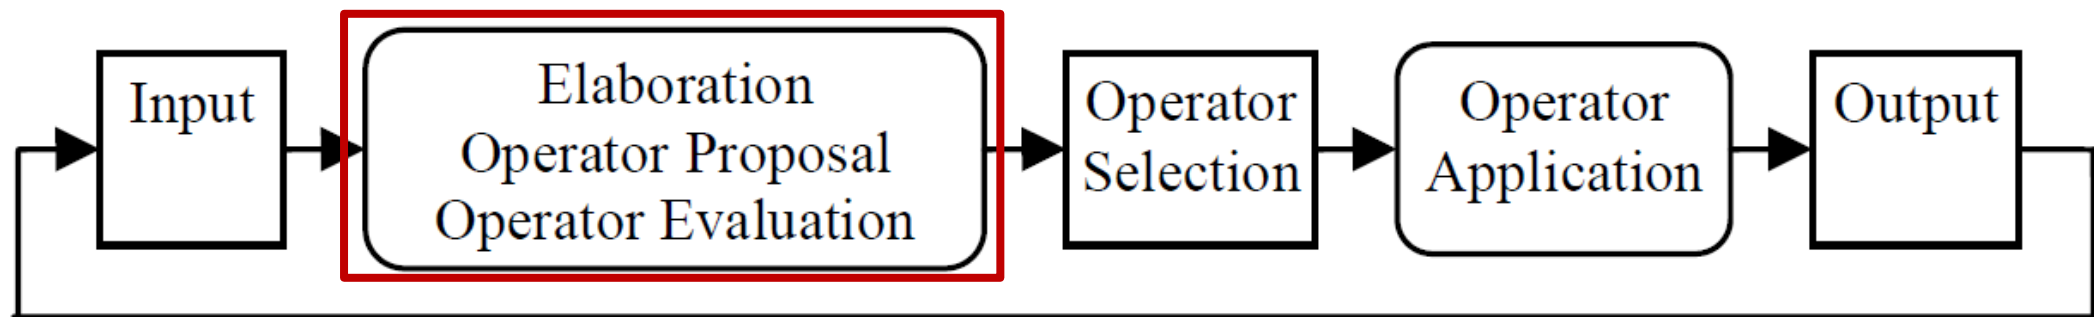 Input
Elaboration
Operator Proposal
Operator Evaluation
Operator
Selection
Operator
Application
Output